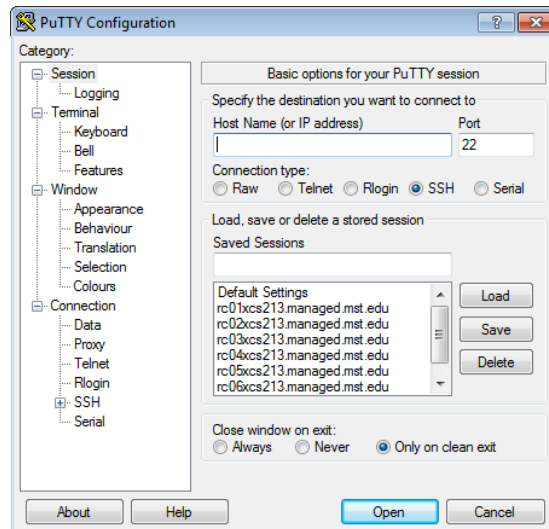 PuTTY Configuration
Category:
Session
Logging
Terminal
Keyboard
Bell
Features
Window
Appearance
Behaviour
Translation
Selection
Colours
Connection
Data
Proxy
Telnet
Rlogin
SSH
Serial
Basic options for your PuTTY session
Specify the destination you want to connect to
Host Name (or IP address) Port
22
Connection type:
Raw Telnet Rlogin SSH Serial
Load, save or delete a stored session
Saved Sessions
Default Settings
rc01xcs213.managed.mst.edu
rc02xcs213.managed.mst.edu
rc03xcs213.managed.mst.edu
rc04xcs213.managed.mst.edu
rc05xcs213.managed.mst.edu
rc06xcs213.managed.mst.edu
Load
Save
Delete
Close window on exit:
Always Never Only on clean exit
About Help Open Cancel